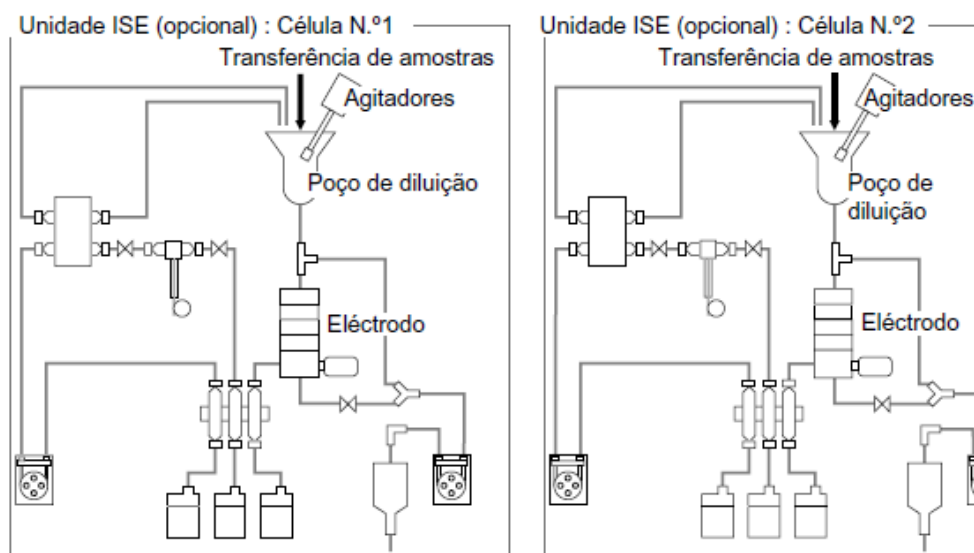 Unidade ISE (opcional) : Célula N.º1
Transferência de amostras
Agitadores
Poço de diluição
Eléctrodo
Unidade ISE (opcional) : Célula N.º2
Transferência de amostras
Agitadores
Poço de
diluição
Eléctrodo